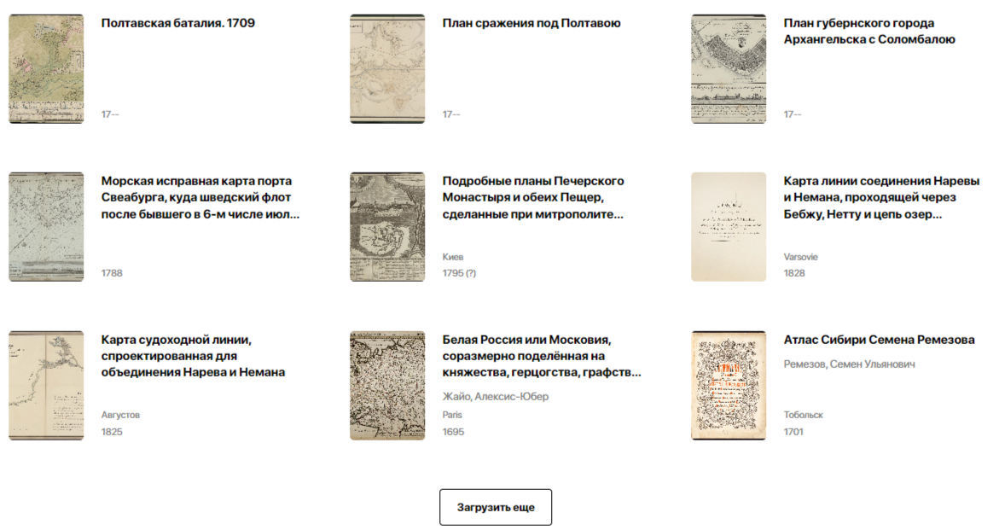 Полтавская баталия. 1709
17--
План сражения под Полтавою
17--
План губернского города
Архангельска с Соломбалою
17--
Морская исправная карта порта
Свеабурга, куда шведский флот
после бывшего в 6-м числе июл...
1788
Подробные планы Печерского
Монастыря и обеих Пещер,
сделанные при митрополите...
Киев
1795 (?)
Карта линии соединения Наревы
и Немана, проходящей через
Бебжу, Нетту и цепь озер...
Varsovie
1828
Карта судоходной линии,
спроектированная для
объединения Нарева и Немана
Августов
1825
Белая Россия или Московия,
соразмерно поделённая на
княжества, герцогства, графств...
Жайо, Алексис-Юбер
Paris
1695
Атлас Сибири Семена Ремезова
Ремезов, Семен Ульянович
Тобольск
1701
Загрузить еще